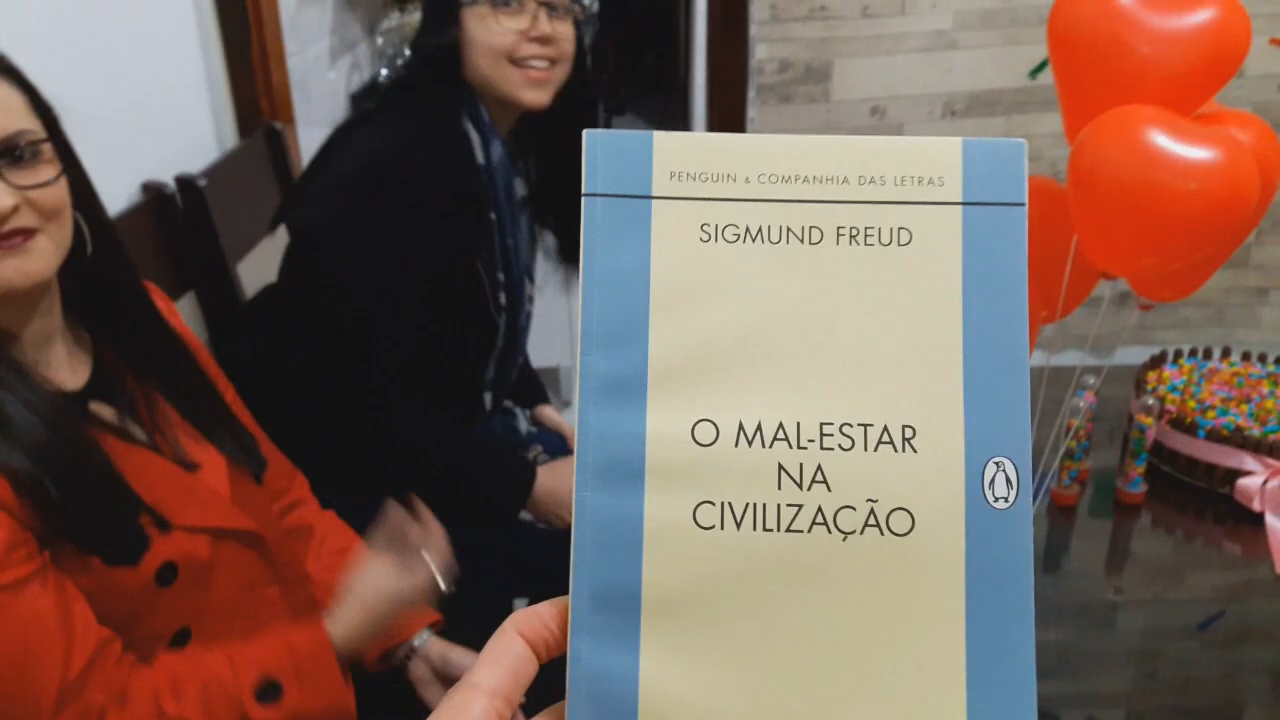 PENGUIN & COMPANHIA DAS LETRAS
SIGMUND FREUD
O MAL-ESTAR
NA
CIVILIZAÇÃO